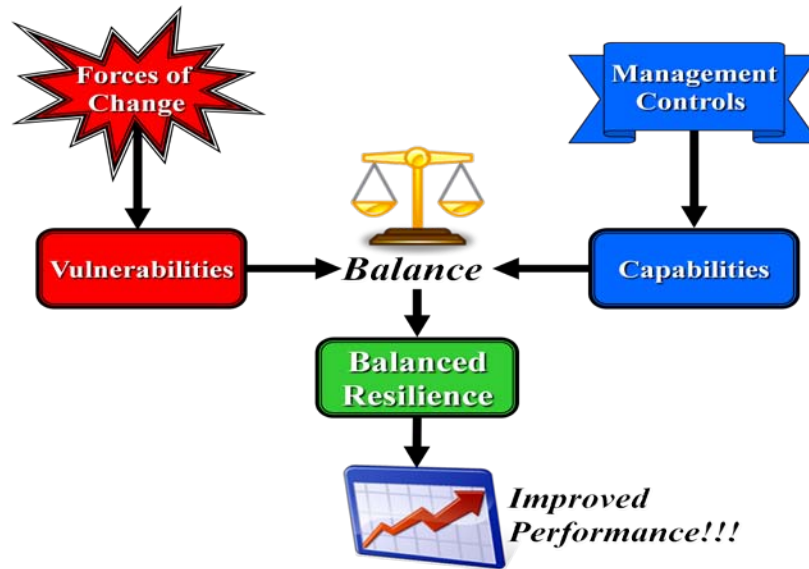 Forces of
Change
Management
Controls
Vulnerabilities
Balance
Capabilities
Balanced
Resilience
Improved
Performance!!!